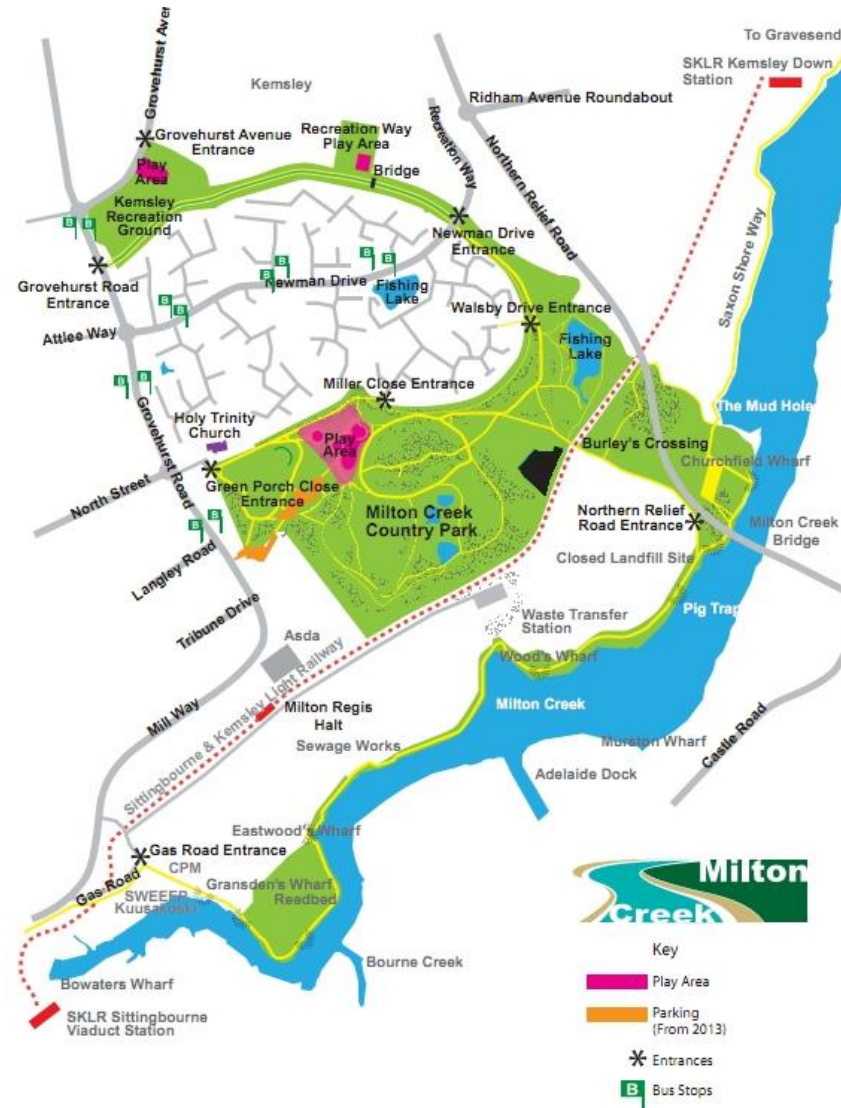 To Gravesend
SKLR Kemsley Down
Station
Grovehurst Aven
Kemsley
Ridham Avenue Roundabout
Grovehurst Avenue
Entrance
Recreation Way
Play Area
Recreation Way
Northern Relief Road
Play
Area
Bridge
Kemsley
Recreation
Ground
B
B
Newman Drive
Entrance
Saxon Shore Way
Grovehurst Road
Entrance
B
B
B
B
Newman Drive
Fishing
Lake
B
B
Walsby Drive Entrance
Attlee Way
Fishing
Lake
B
B
Miller Close Entrance
Grovehurst Road
Holy Trinity
Church
Play
Area
The Mud Hole
Burley's Crossing
Churchfield Wharf
North Street
Green Porch Close
Entrance
Milton Creek
Country Park
Northern Relief
Road Entrance
Milton Creek
Bridge
B
B
Langley Road
Closed Landfill Site
Tribune Drive
Waste Transfer
Station
Pig Trap
Asda
Wood's Wharf
Mill Way
Sittingbourne & Kemsley Light Railway
Milton Regis
Halt
Milton Creek
Sewage Works
Murston Wharf
Castle Road
Adelaide Dock
Eastwood's Wharf
Gas Road Entrance
CPM
Gas Road
Gransden's Wharf
Reedbed
SWEEEP
Kuusakoski
Bourne Creek
Bowaters Wharf
SKLR Sittingbourne
Viaduct Station
Milton
Creek
Key
Play Area
Parking
(From 2013)
Entrances
B Bus Stops